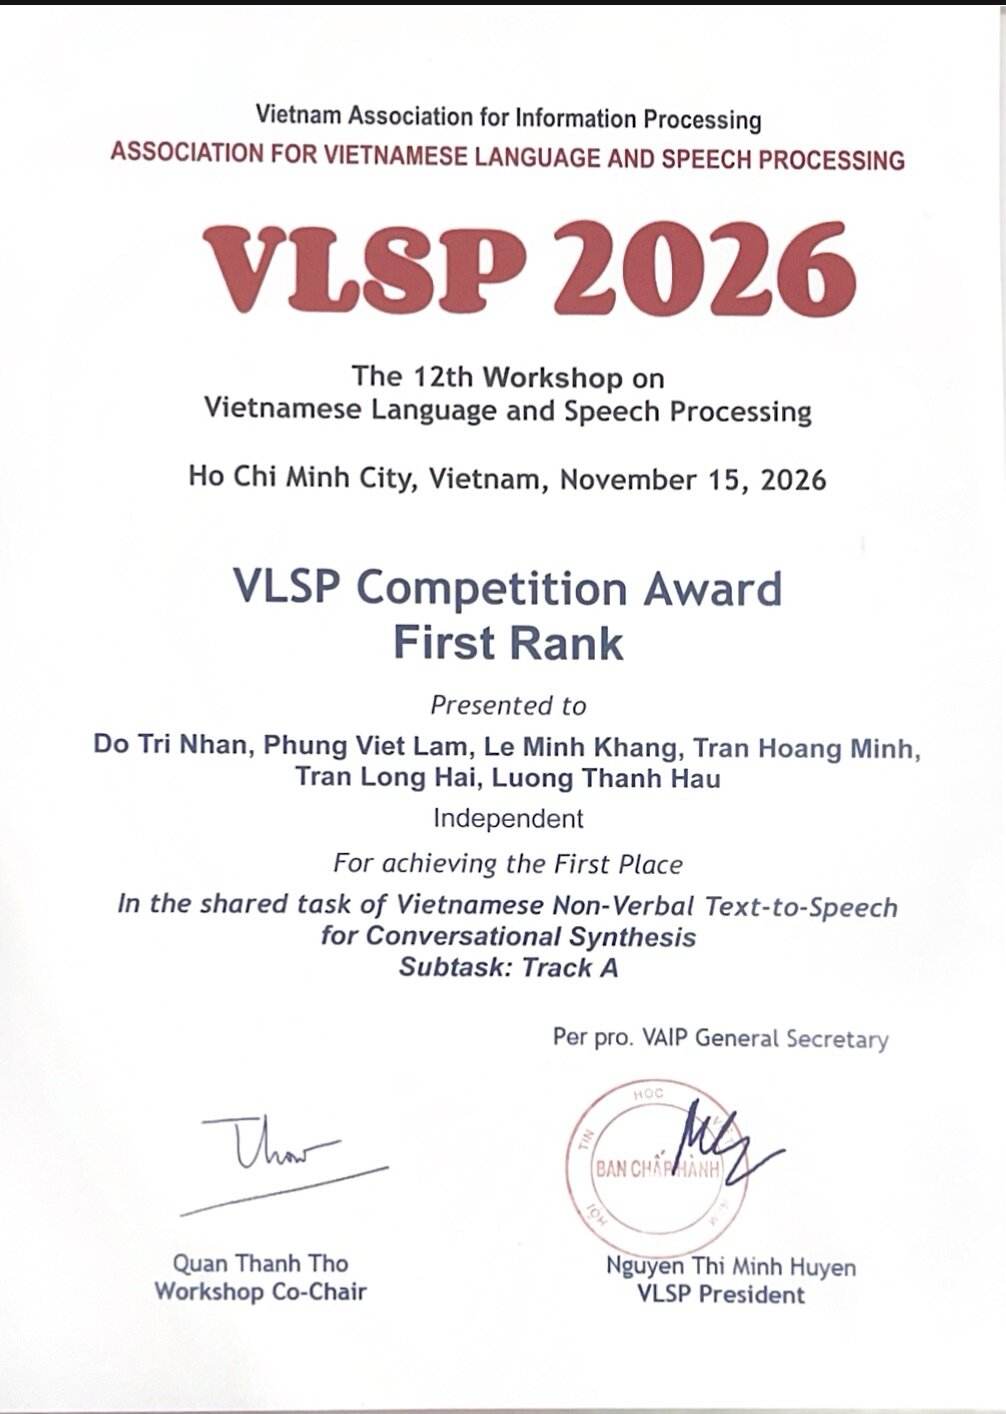 Vietnam Association for Information Processing
ASSOCIATION FOR VIETNAMESE LANGUAGE AND SPEECH PROCESSING
VLSP 2026
The 12th Workshop on
Vietnamese Language and Speech Processing
Ho Chi Minh City, Vietnam, November 15, 2026
VLSP Competition Award
First Rank
Presented to
Do Tri Nhan, Phung Viet Lam, Le Minh Khang, Tran Hoang Minh,
Tran Long Hai, Luong Thanh Hau
Independent
For achieving the First Place
In the shared task of Vietnamese Non-Verbal Text-to-Speech
for Conversational Synthesis
Subtask: Track A
Per pro. VAIP General Secretary
HỘI TIN HOC
BAN CHẤP HÀNH
Quan Thanh Tho
Workshop Co-Chair
Nguyen Thi Minh Huyen
VLSP President